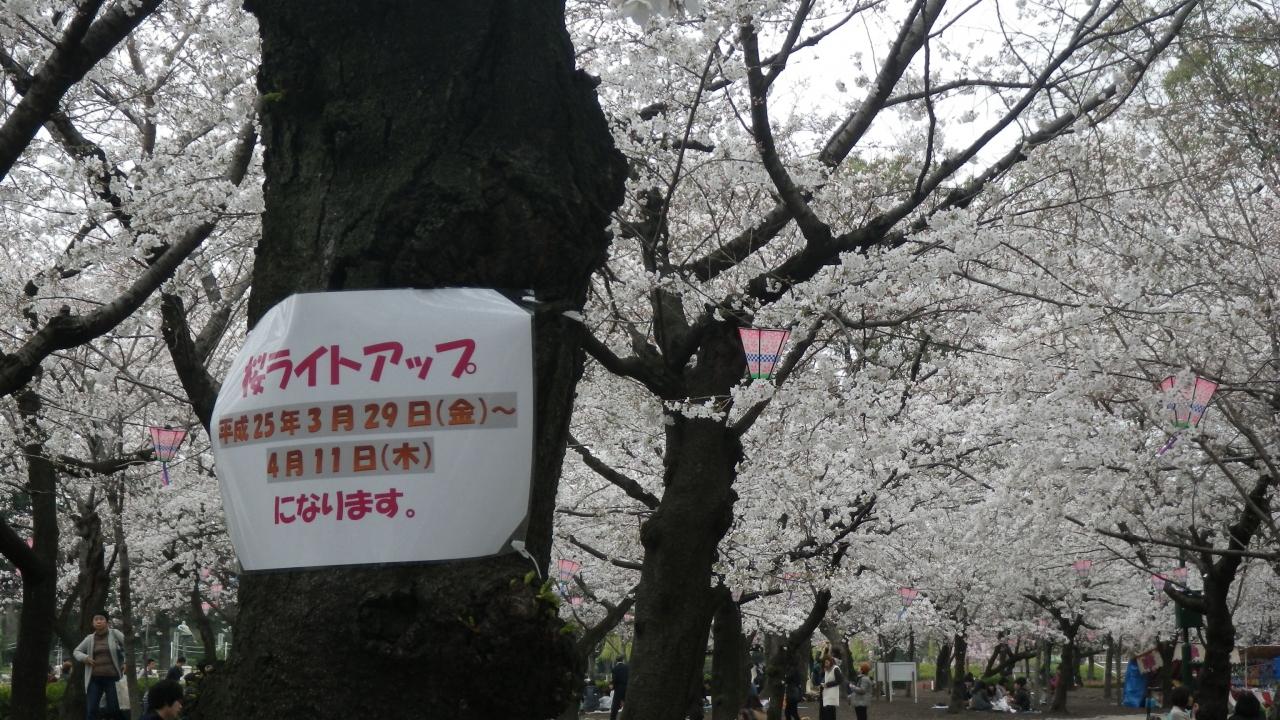 桜ライトアップ
平成25年3月29日(金)～
4月11日(木)
になります。